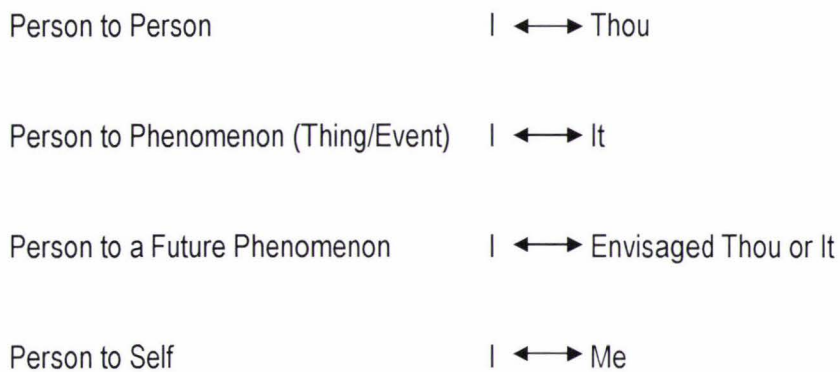 Person to Person I ⟷ Thou
Person to Phenomenon (Thing/Event) I ⟷ It
Person to a Future Phenomenon I ⟷ Envisaged Thou or It
Person to Self I ⟷ Me